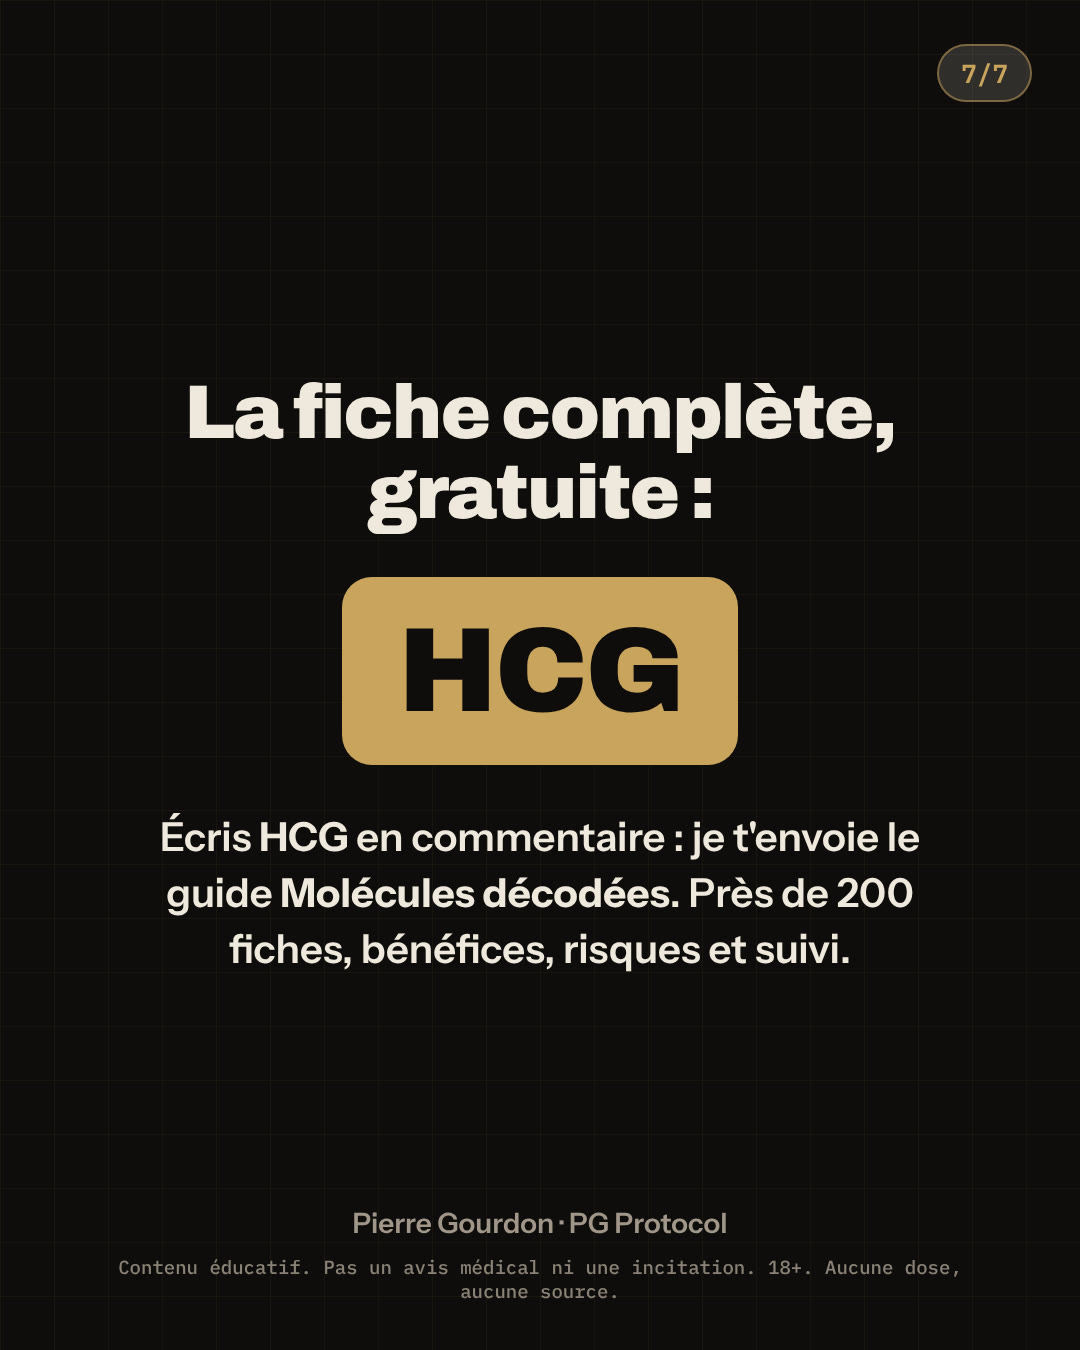 7/7
La fiche complète,
gratuite :
HCG
Écris HCG en commentaire : je t'envoie le
guide Molécules décodées. Près de 200
fiches, bénéfices, risques et suivi.
Pierre Gourdon · PG Protocol
Contenu éducatif. Pas un avis médical ni une incitation. 18+. Aucune dose,
aucune source.